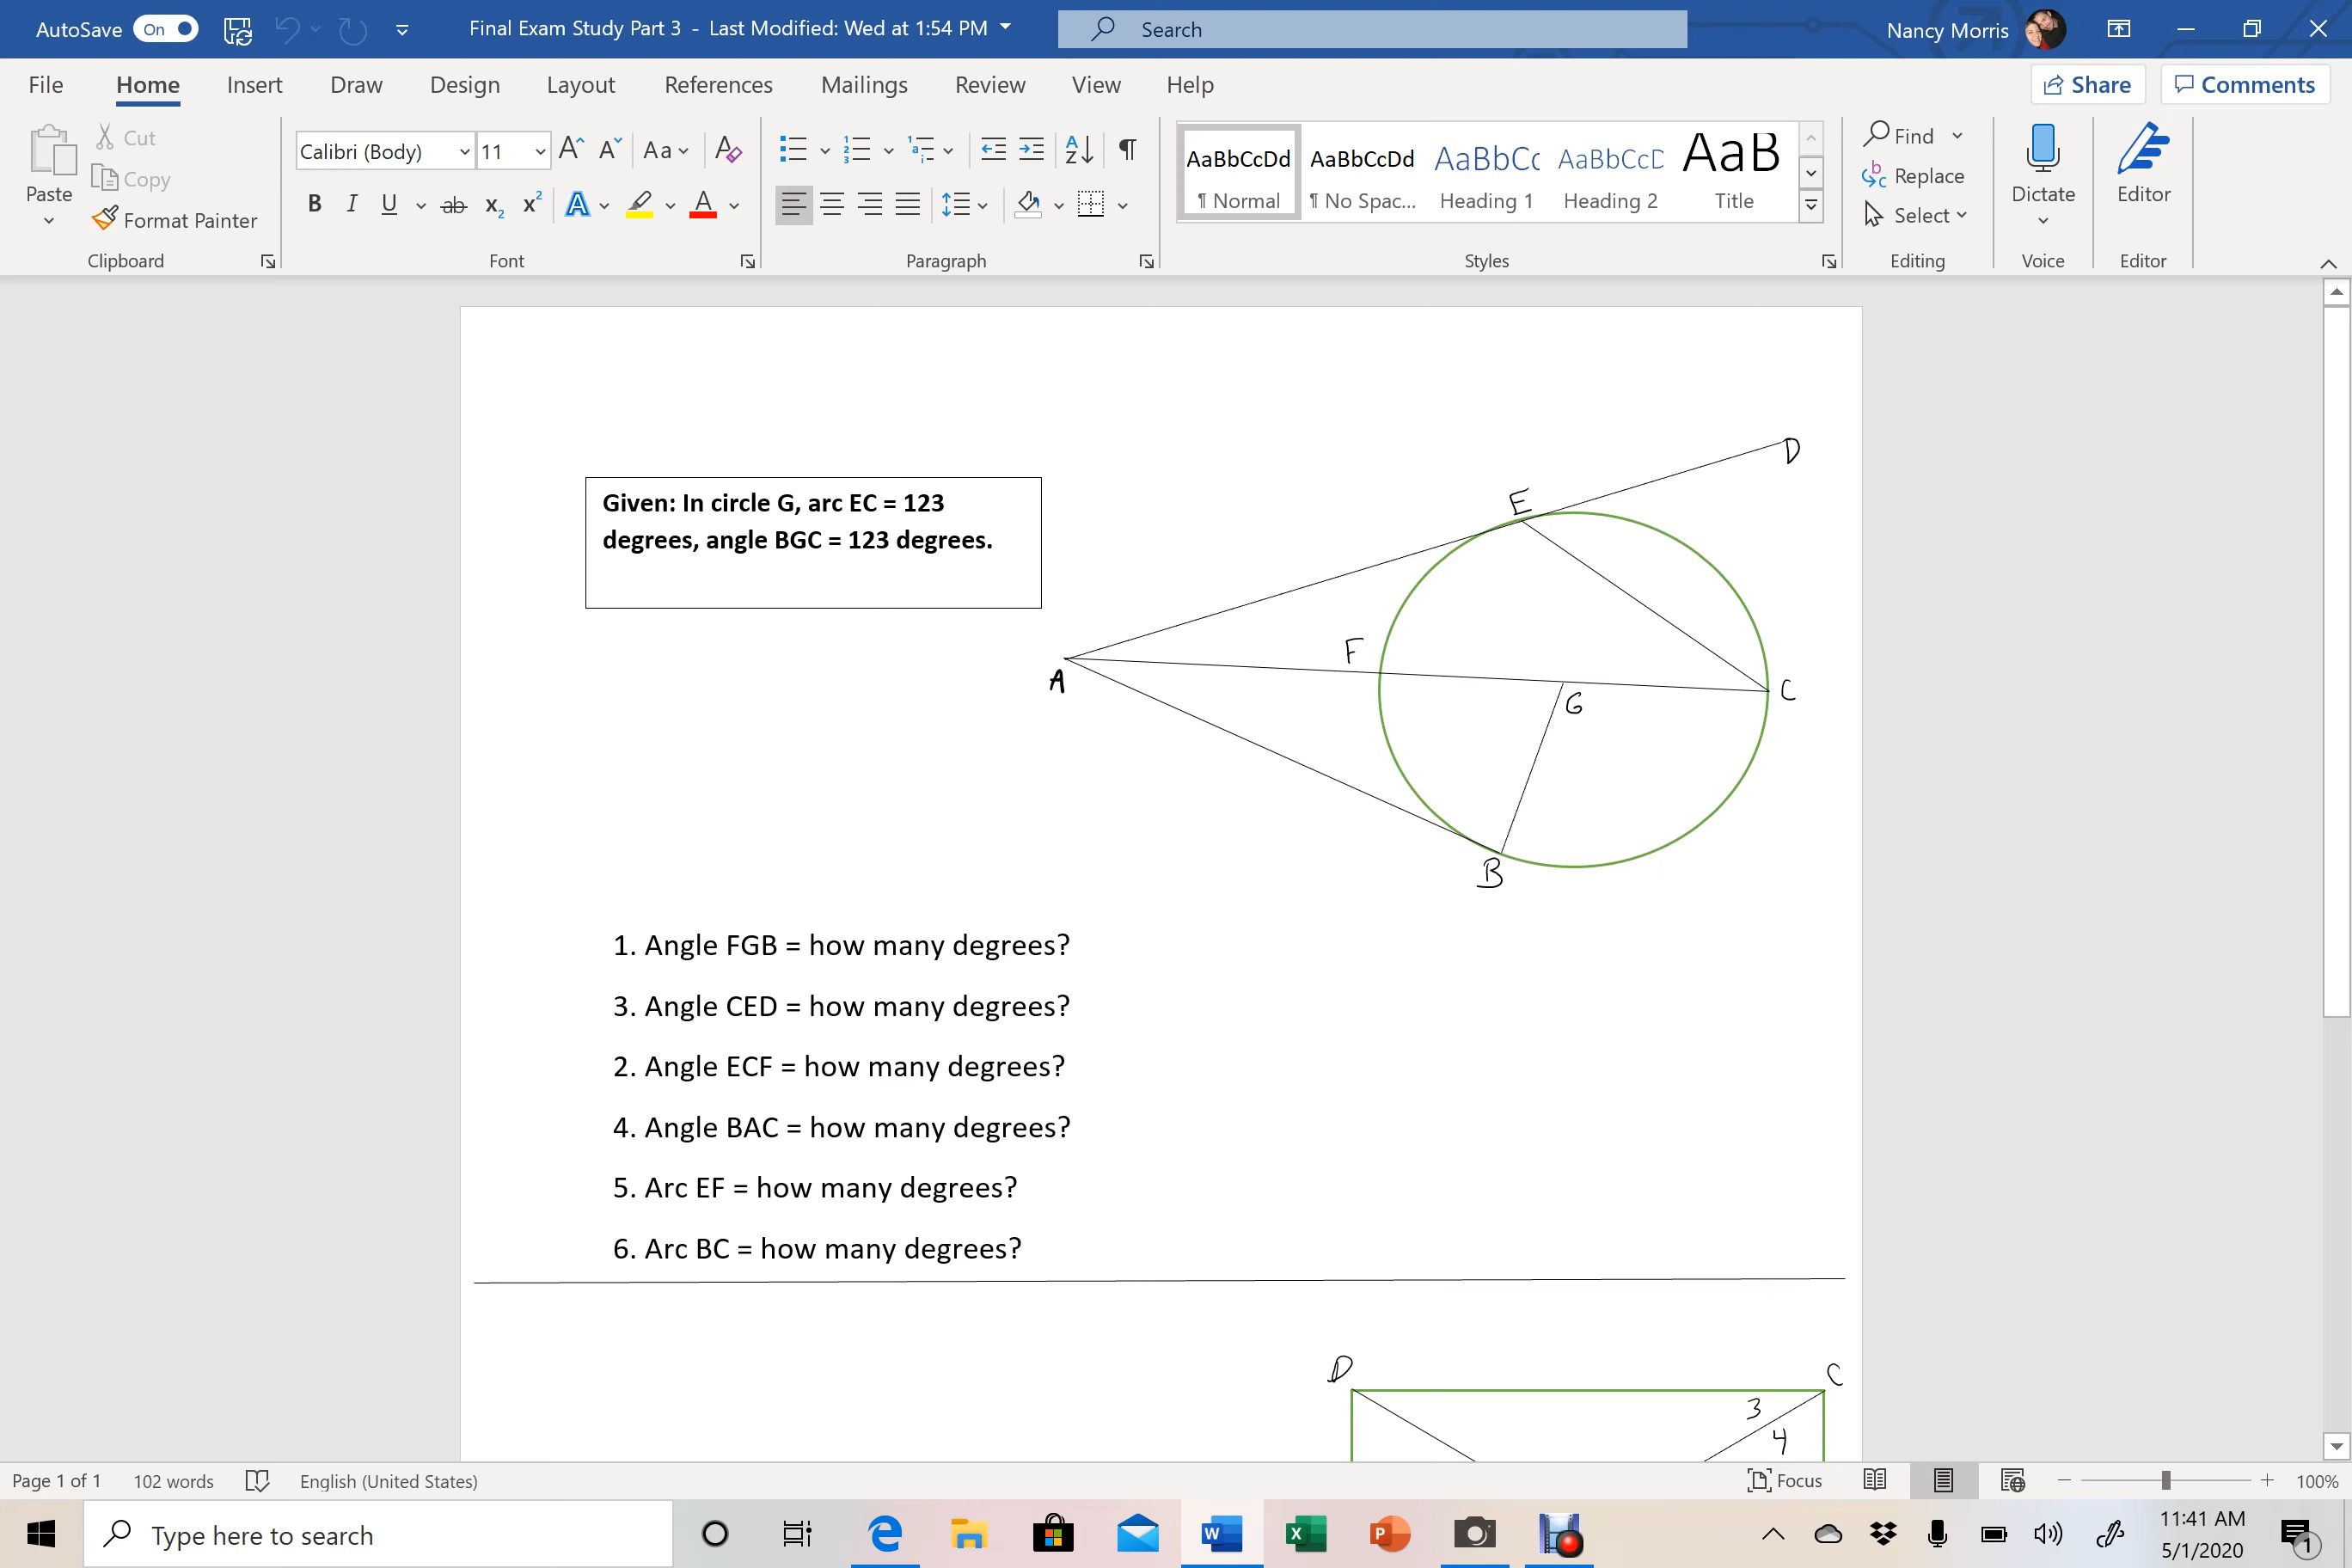 AutoSave On Final Exam Study Part 3 - Last Modified: Wed at 1:54 PM Search Nancy Morris
File Home Insert Draw Design Layout References Mailings Review View Help Share Comments
Paste Cut Copy Format Painter
Calibri (Body) 11
AaBbCcDd AaBbCcDd AaBbCc AaBbCcD AaB
¶ Normal ¶ No Spac... Heading 1 Heading 2 Title
Find
Replace
Select
Dictate
Editor
Clipboard Font Paragraph Styles Editing Voice Editor
Given: In circle G, arc EC = 123
degrees, angle BGC = 123 degrees.
D
E
F
A
G
C
B
1. Angle FGB = how many degrees?
3. Angle CED = how many degrees?
2. Angle ECF = how many degrees?
4. Angle BAC = how many degrees?
5. Arc EF = how many degrees?
6. Arc BC = how many degrees?
D
C
3
4
Page 1 of 1 102 words English (United States) Focus 100%
Type here to search
11:41 AM
5/1/2020
1